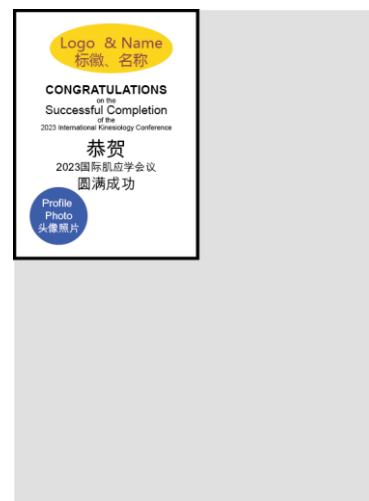 Logo & Name
标徽、名称
CONGRATULATIONS
on the
Successful Completion
of the
2023 International Kinesiology Conference
恭贺
2023国际肌应学会议
圆满成功
Profile
Photo
头像照片